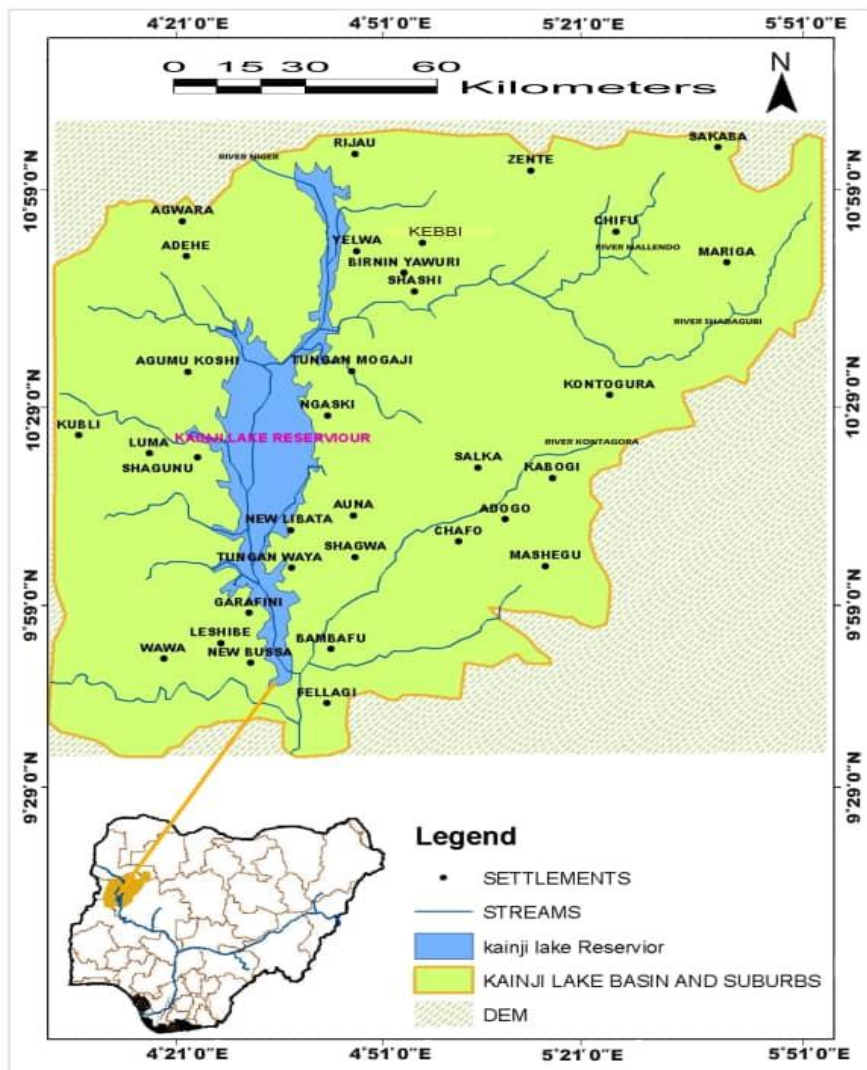 4°21'0"E 4°51'0"E 5°21'0"E 5°51'0"E
0 15 30 60
Kilometers
N
SAKABA
RIJAU
RIVER NIGER
ZENTE
10°59'0"N
10°59'0"N
AGWARA
CHIFU
KEBBI
YELWA
RIVER MALLENDO
ADEHE
MARIGA
BIRNIN YAWURI
SHASHI
RIVER SHADAGUBI
AGUMU KOSHI
TUNGAN MOGAJI
KONTOGURA
10°29'0"N
10°29'0"N
NGASKI
KUBLI
KAINJI LAKE RESERVIOUR
LUMA
RIVER KONTAGORA
SHAGUNU
SALKA
KABOGI
AUNA
NEW LIBATA
ADOGO
CHAFO
TUNGAN WAYA
SHAGWA
MASHEGU
9°59'0"N
9°59'0"N
GARAFINI
LESHIBE
BAMBAFU
WAWA
NEW BUSSA
FELLAGI
9°29'0"N
9°29'0"N
Legend
SETTLEMENTS
STREAMS
kainji lake Reservior
KAINJI LAKE BASIN AND SUBURBS
DEM
4°21'0"E 4°51'0"E 5°21'0"E 5°51'0"E